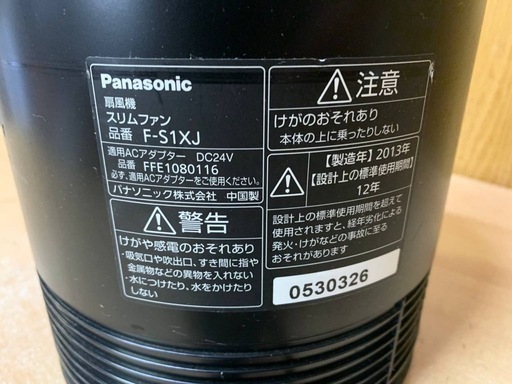 Panasonic
扇風機
スリムファン
品番 F-S1XJ
適用ACアダプター DC24V
品番 FFE1080116
必ず、適用ACアダプターをご使用ください。
パナソニック株式会社 中国製
警告
けがや感電のおそれあり
・吸気口や吹出口、すき間に指や
金属物などの異物を入れない
・水につけたり、水をかけたり
しない
注意
けがのおそれあり
本体の上に乗ったりしない
【製造年】2013年
【設計上の標準使用期間】
12年
設計上の標準使用期間を超えて
使用されますと、経年劣化による
発火・けがなどの事故に至る
おそれがあります
0530326